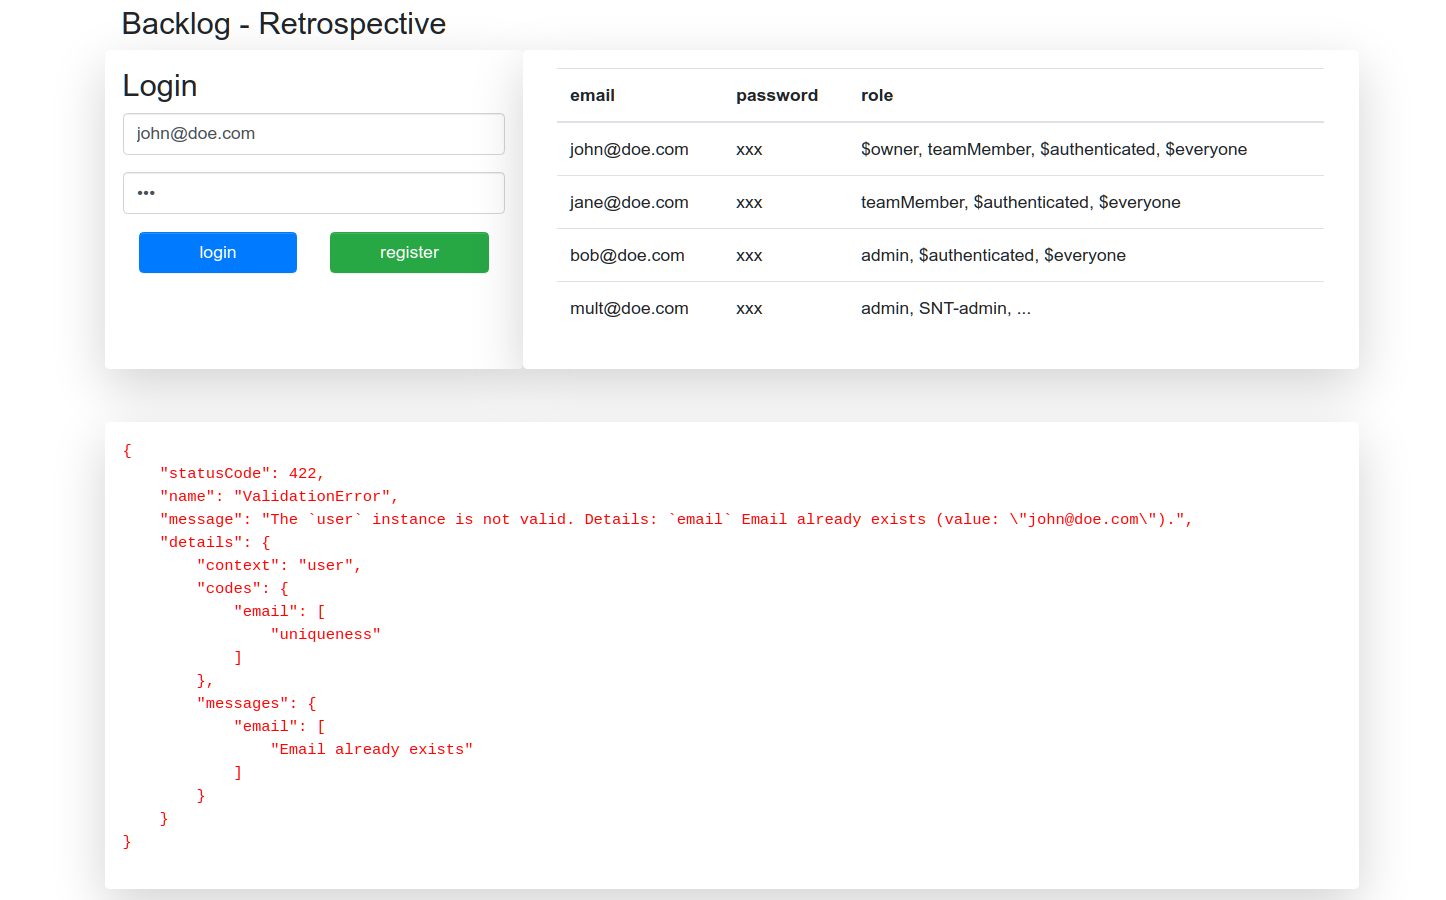 Backlog - Retrospective
Login
john@doe.com
•••
login register
email password role
john@doe.com xxx $owner, teamMember, $authenticated, $everyone
jane@doe.com xxx teamMember, $authenticated, $everyone
bob@doe.com xxx admin, $authenticated, $everyone
mult@doe.com xxx admin, SNT-admin, ...
{
    "statusCode": 422,
    "name": "ValidationError",
    "message": "The `user` instance is not valid. Details: `email` Email already exists (value: \"john@doe.com\").",
    "details": {
        "context": "user",
        "codes": {
            "email": [
                "uniqueness"
            ]
        },
        "messages": {
            "email": [
                "Email already exists"
            ]
        }
    }
}